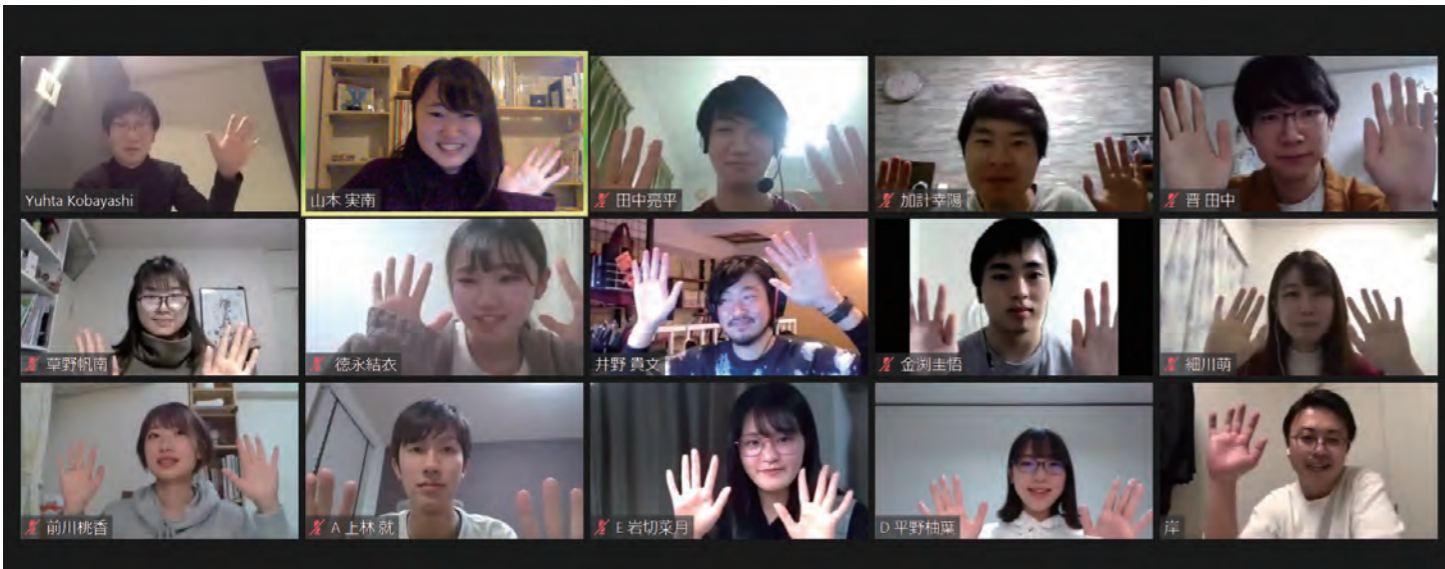 Yuhta Kobayashi
山本 実南
田中亮平
加計幸陽
晋 田中
草野帆南
徳永結衣
井野 貴文
金渕圭悟
細川萌
前川桃香
A 上林 就
E 岩切菜月
D 平野柚葉
岸